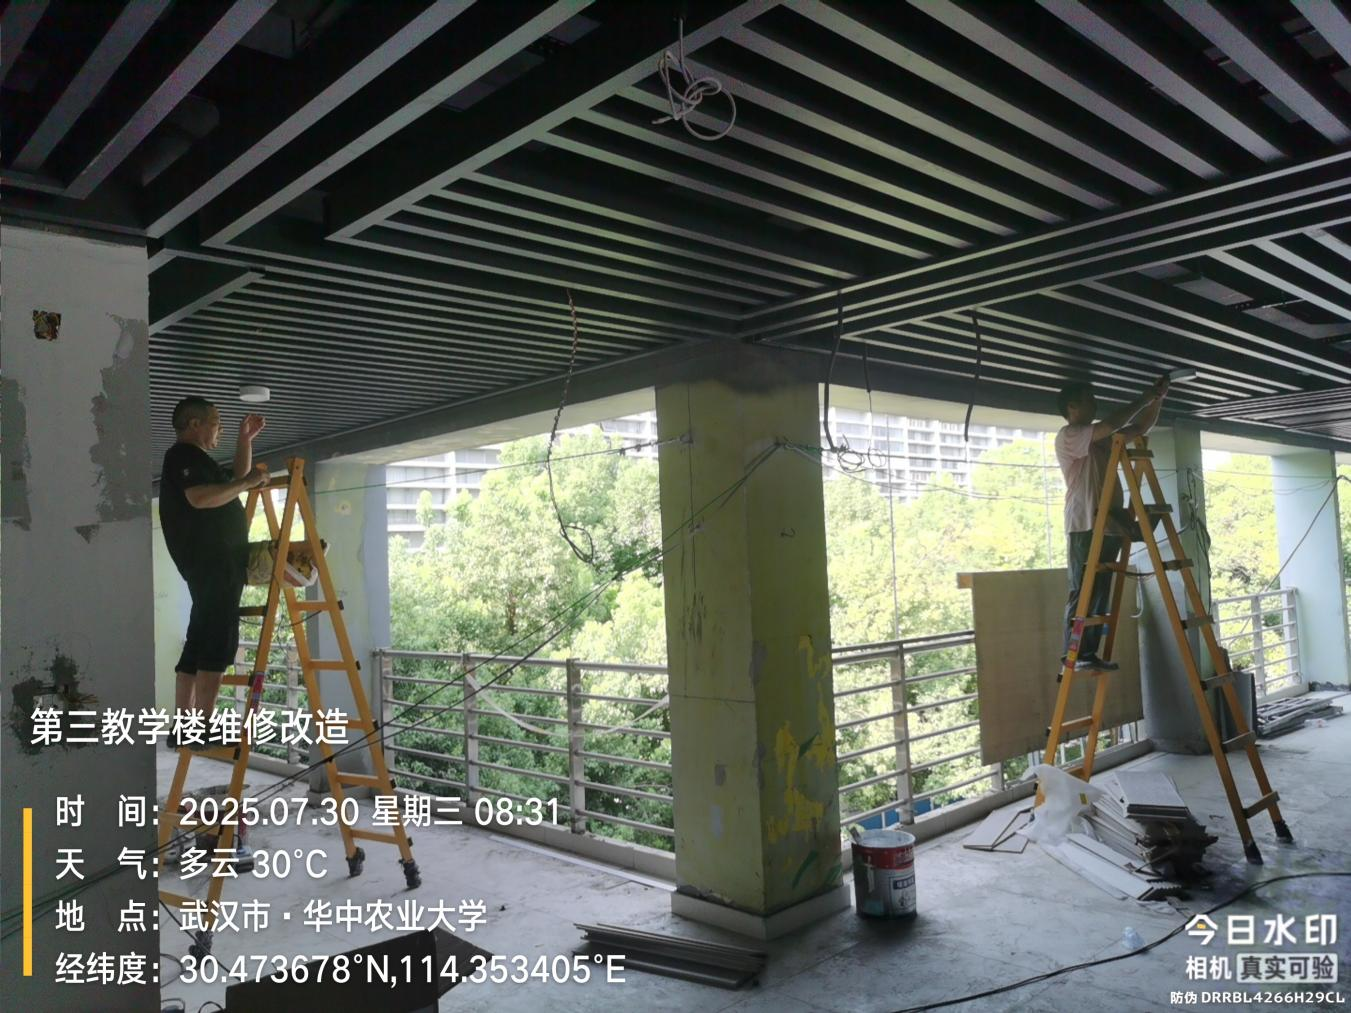 第三教学楼维修改造
时 间：2025.07.30 星期三 08:31
天 气：多云 30°C
地 点：武汉市·华中农业大学
经纬度：30.473678°N,114.353405°E
今日水印
相机 真实可验
防伪 DRRBL4266H29CL